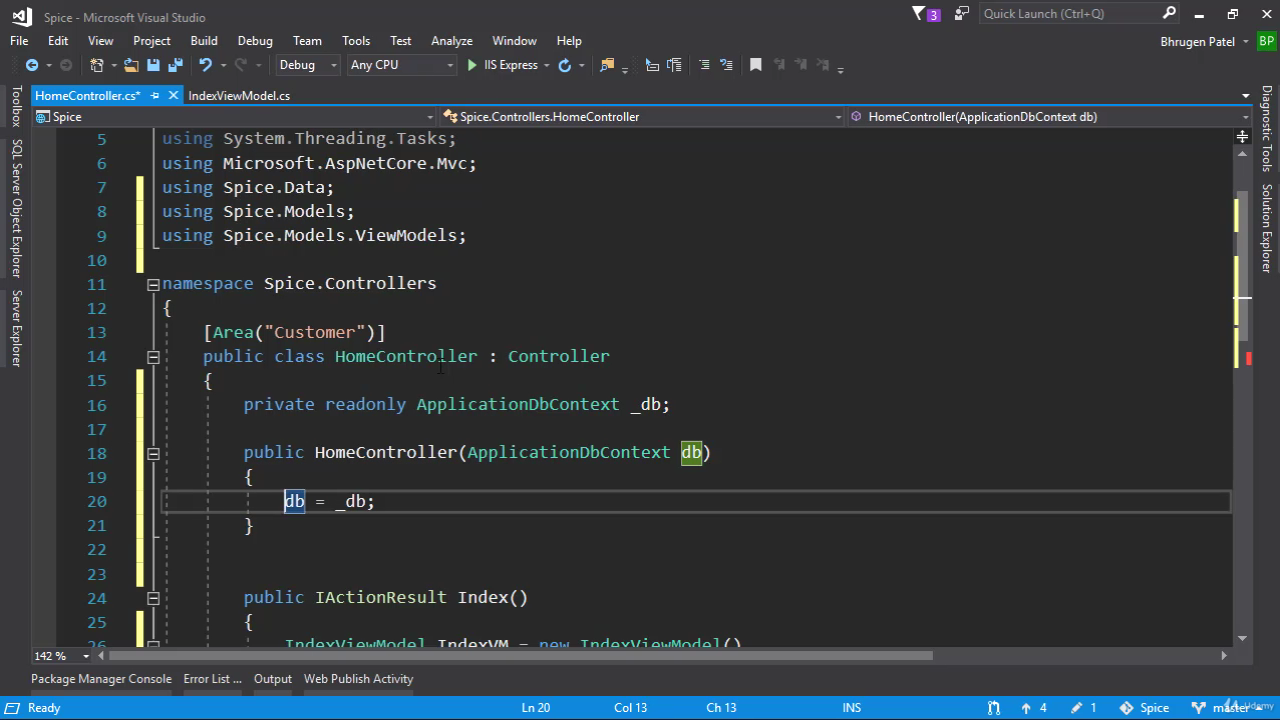 Spice - Microsoft Visual Studio
3
Quick Launch (Ctrl+Q)
File Edit View Project Build Debug Team Tools Test Analyze Window Help
Bhrugen Patel BP
Debug Any CPU IIS Express
HomeController.cs* IndexViewModel.cs
Spice Spice.Controllers.HomeController HomeController(ApplicationDbContext db)
Toolbox
SQL Server Object Explorer
Server Explorer
Diagnostic Tools
Solution Explorer
5 using System.Threading.Tasks;
6 using Microsoft.AspNetCore.Mvc;
7 using Spice.Data;
8 using Spice.Models;
9 using Spice.Models.ViewModels;
10
11 namespace Spice.Controllers
12 {
13 [Area("Customer")]
14 public class HomeController : Controller
15 {
16 private readonly ApplicationDbContext _db;
17
18 public HomeController(ApplicationDbContext db)
19 {
20 db = _db;
21 }
22
23
24 public IActionResult Index()
25 {
26 IndexViewModel IndexVM = new IndexViewModel()
142 %
Package Manager Console Error List ... Output Web Publish Activity
Ready Ln 20 Col 13 Ch 13 INS 4 1 Spice master
Udemy